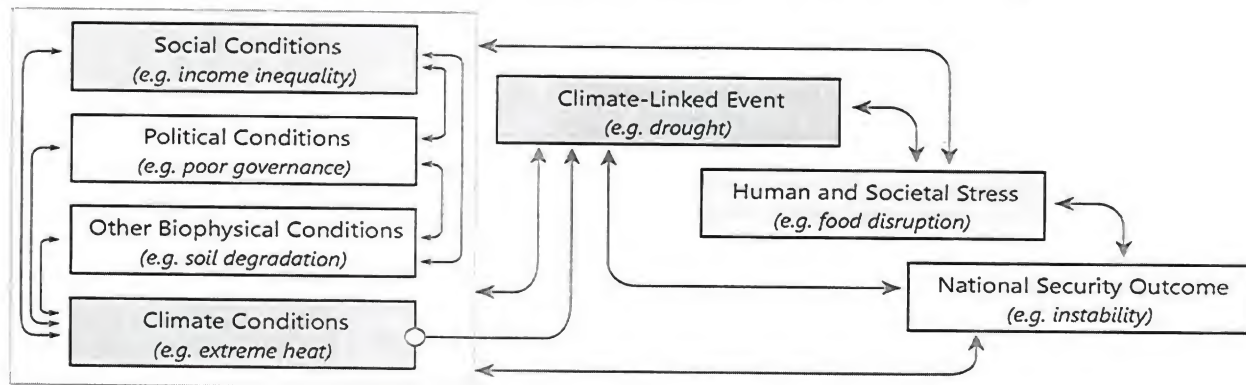 Social Conditions
(e.g. income inequality)
Political Conditions
(e.g. poor governance)
Other Biophysical Conditions
(e.g. soil degradation)
Climate Conditions
(e.g. extreme heat)
Climate-Linked Event
(e.g. drought)
Human and Societal Stress
(e.g. food disruption)
National Security Outcome
(e.g. instability)